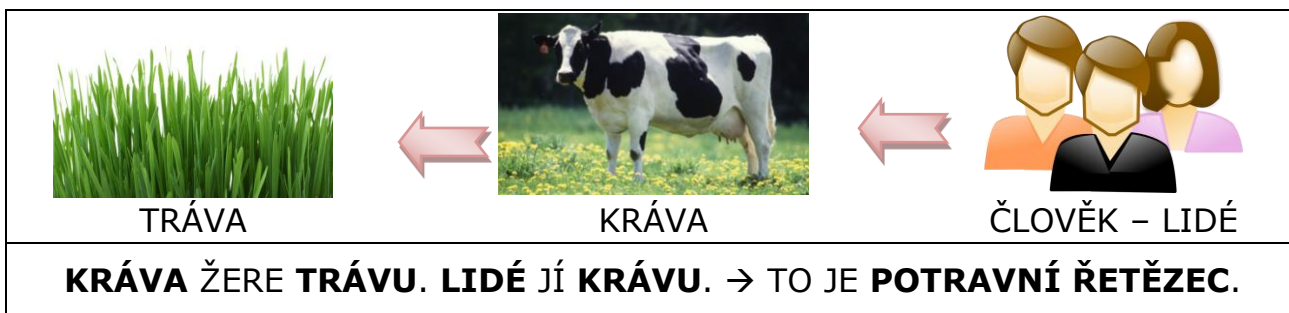 TRÁVA KRÁVA ČLOVĚK – LIDÉ
KRÁVA ŽERE TRÁVU. LIDÉ JÍ KRÁVU. → TO JE POTRAVNÍ ŘETĚZEC.